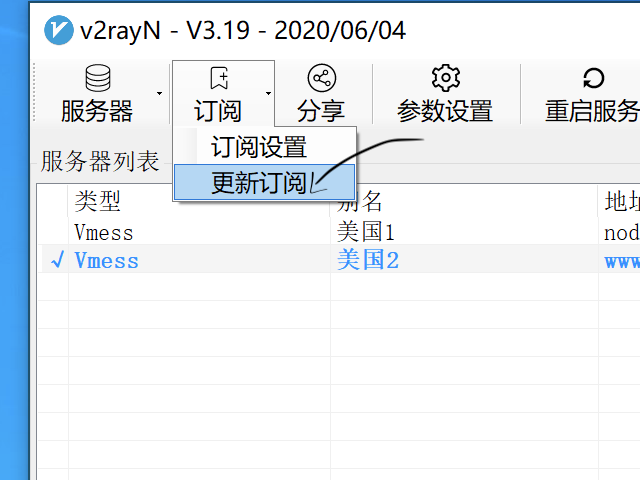 v2rayN - V3.19 - 2020/06/04
服务器 订阅 分享 参数设置 重启服务
订阅设置
更新订阅
服务器列表
类型 别名 地址
Vmess 美国1 nod
√ Vmess 美国2 www